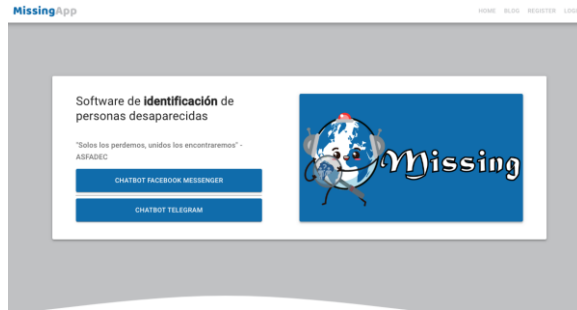 MissingApp
HOME BLOG REGISTER
Software de identificación de
personas desaparecidas
"Solos los perdemos, unidos los encontraremos" -
ASFADEC
CHATBOT FACEBOOK MESSENGER
CHATBOT TELEGRAM
Missing